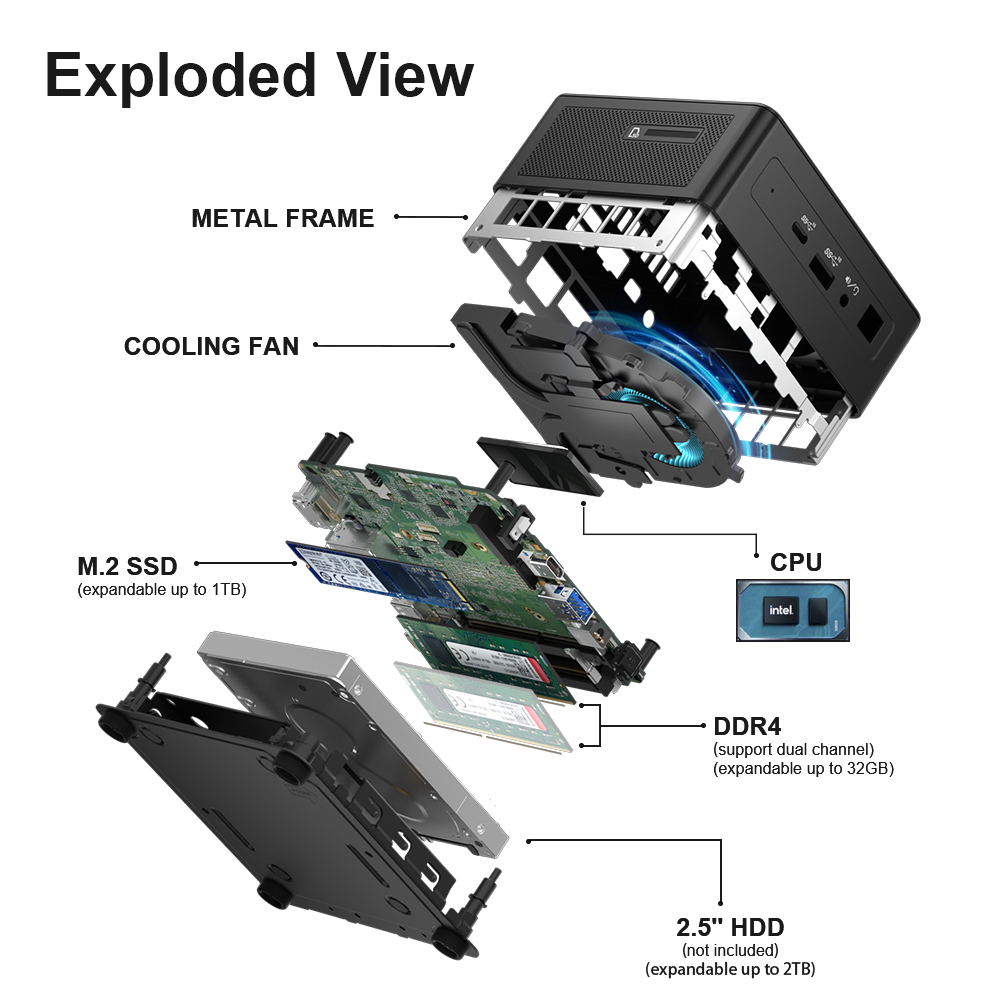 Exploded View
METAL FRAME
COOLING FAN
M.2 SSD
(expandable up to 1TB)
CPU
intel.
DDR4
(support dual channel)
(expandable up to 32GB)
2.5" HDD
(not included)
(expandable up to 2TB)